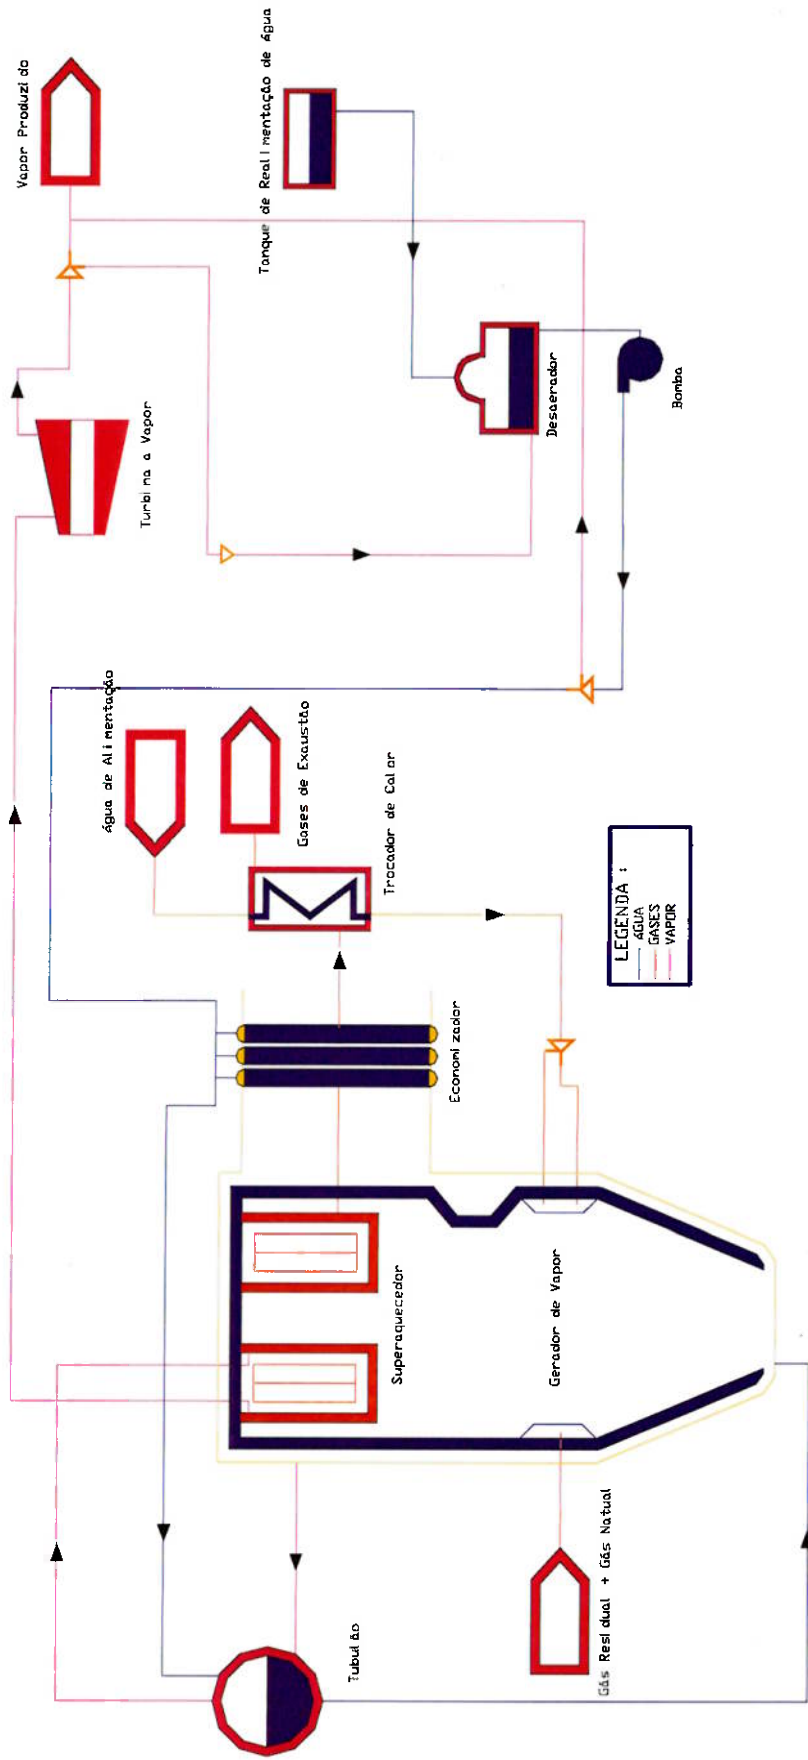 Vapor Produzido
Tanque de Realimentação de Água
Turbina a Vapor
Desaerador
Bomba
Água de Alimentação
Gases de Exaustão
Trocador de Calor
LEGENDA :
ÁGUA
GASES
VAPOR
Economizador
Superaquecedor
Gerador de Vapor
Tubulão
Gás Residual + Gás Natual